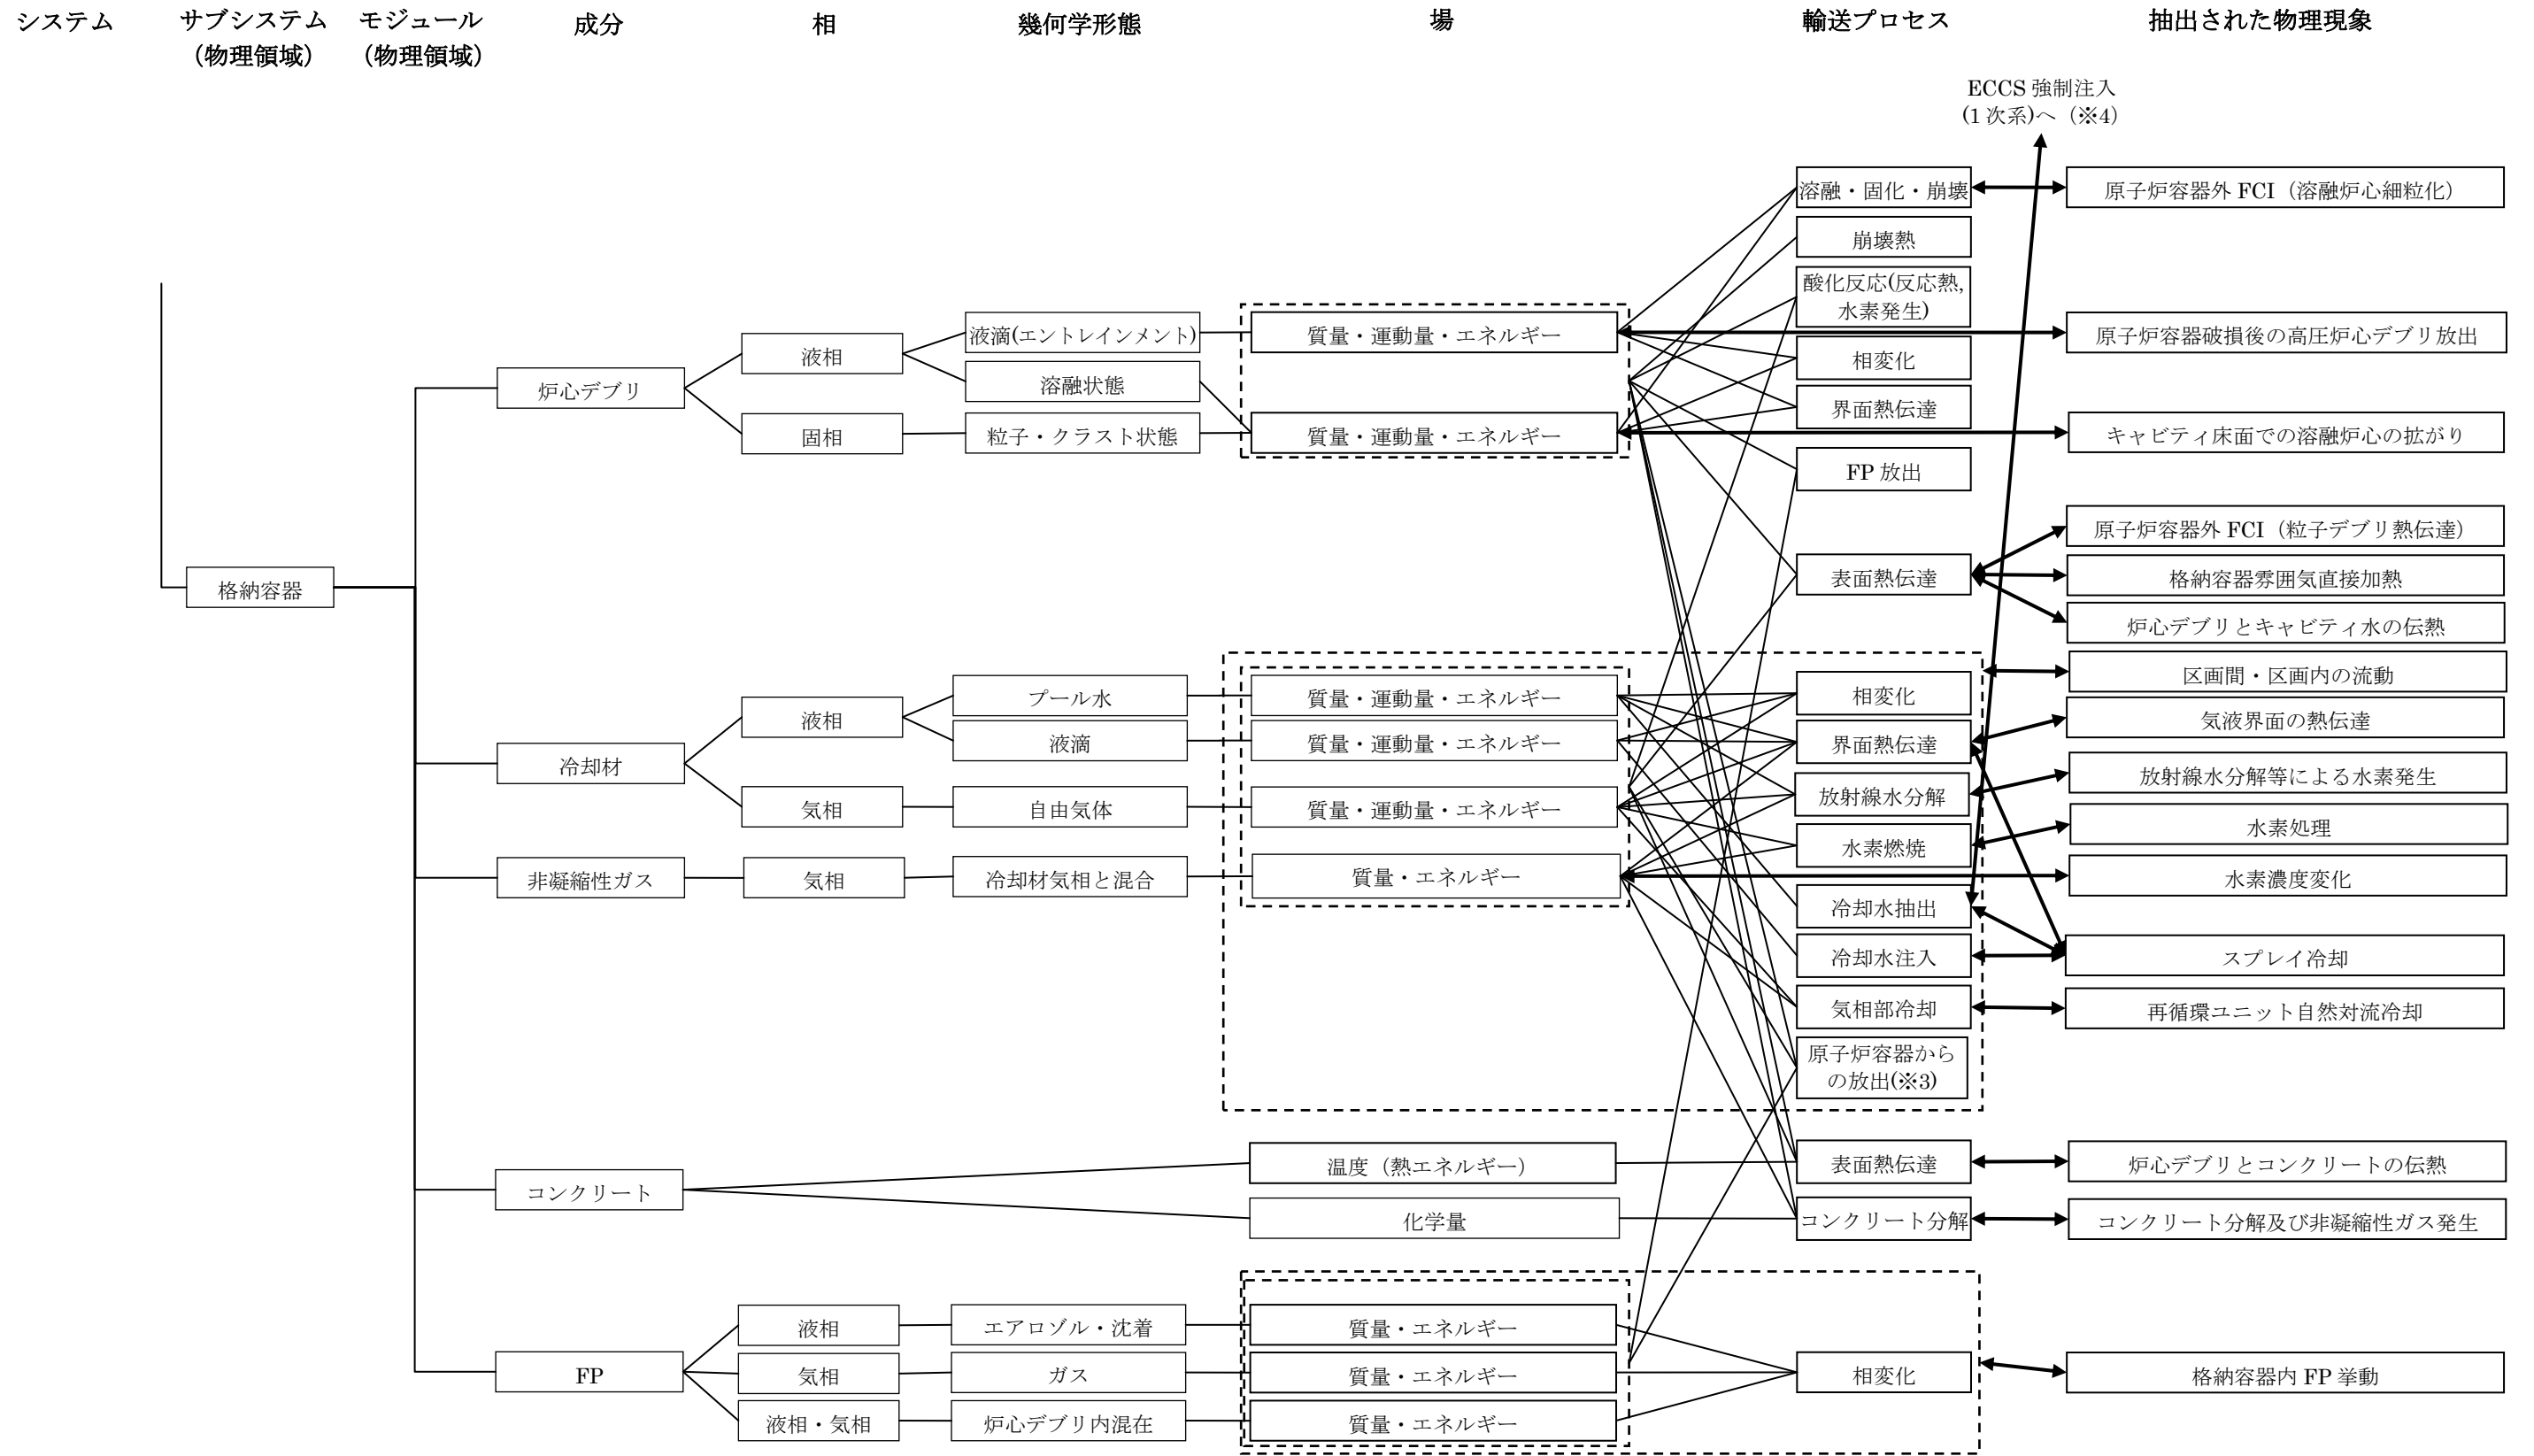 システム
サブシステム
（物理領域）
モジュール
（物理領域）
成分
相
幾何学形態
場
輸送プロセス
抽出された物理現象
ECCS 強制注入
(1 次系)へ（※4）
溶融・固化・崩壊
原子炉容器外 FCI（溶融炉心細粒化）
崩壊熱
酸化反応(反応熱,
水素発生)
液滴(エントレインメント)
質量・運動量・エネルギー
原子炉容器破損後の高圧炉心デブリ放出
液相
相変化
炉心デブリ
溶融状態
界面熱伝達
固相
粒子・クラスト状態
質量・運動量・エネルギー
キャビティ床面での溶融炉心の拡がり
FP 放出
原子炉容器外 FCI（粒子デブリ熱伝達）
格納容器
表面熱伝達
格納容器雰囲気直接加熱
炉心デブリとキャビティ水の伝熱
区画間・区画内の流動
プール水
質量・運動量・エネルギー
相変化
液相
気液界面の熱伝達
液滴
質量・運動量・エネルギー
界面熱伝達
冷却材
放射線水分解
放射線水分解等による水素発生
気相
自由気体
質量・運動量・エネルギー
水素燃焼
水素処理
非凝縮性ガス
気相
冷却材気相と混合
質量・エネルギー
水素濃度変化
冷却水抽出
冷却水注入
スプレイ冷却
気相部冷却
再循環ユニット自然対流冷却
原子炉容器から
の放出(※3)
温度（熱エネルギー）
表面熱伝達
炉心デブリとコンクリートの伝熱
コンクリート
化学量
コンクリート分解
コンクリート分解及び非凝縮性ガス発生
液相
エアロゾル・沈着
質量・エネルギー
FP
気相
ガス
質量・エネルギー
相変化
格納容器内 FP 挙動
液相・気相
炉心デブリ内混在
質量・エネルギー